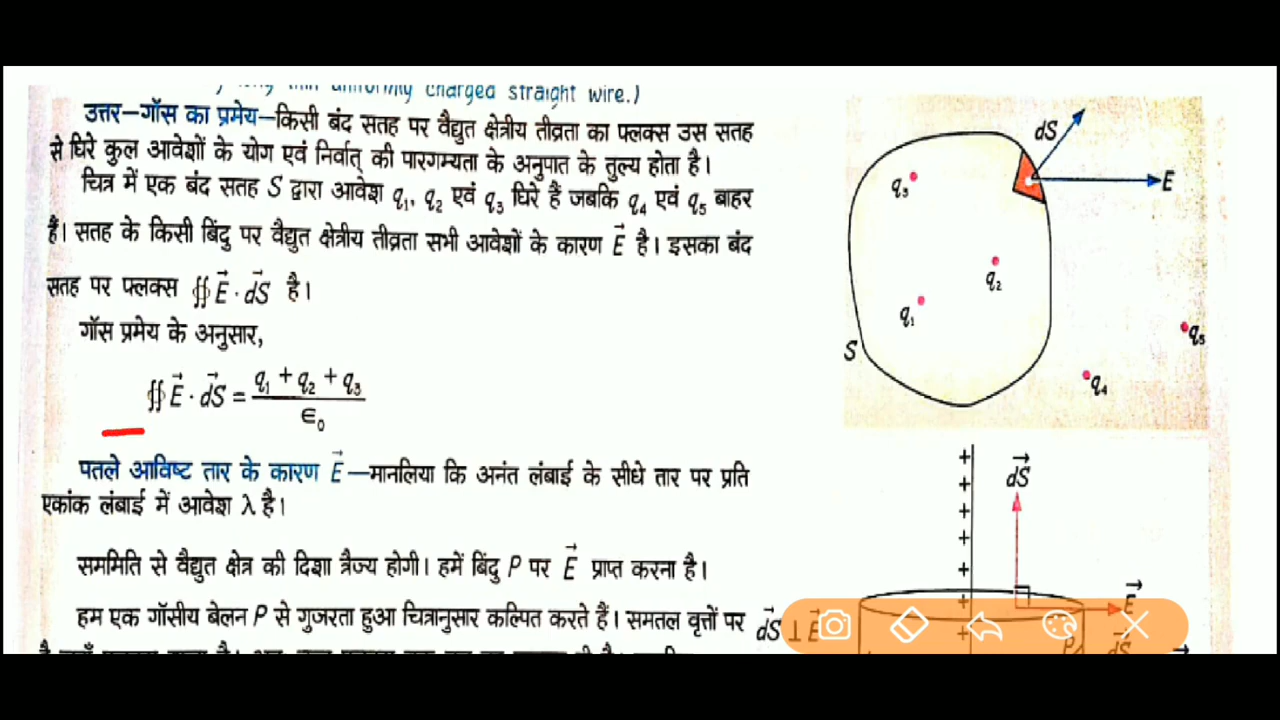 charged straight wire.)
उत्तर—गॉस का प्रमेय—किसी बंद सतह पर वैद्युत क्षेत्रीय तीव्रता का फ्लक्स उस सतह
से घिरे कुल आवेशों के योग एवं निर्वात् की पारगम्यता के अनुपात के तुल्य होता है।
चित्र में एक बंद सतह S द्वारा आवेश q₁, q₂ एवं q₃ घिरे हैं जबकि q₄ एवं q₅ बाहर
हैं। सतह के किसी बिंदु पर वैद्युत क्षेत्रीय तीव्रता सभी आवेशों के कारण E⃗ है। इसका बंद
सतह पर फ्लक्स ∯ E⃗ · dS⃗ है।
गॉस प्रमेय के अनुसार,
∯ E⃗ · dS⃗ = (q₁ + q₂ + q₃) / ∈₀
पतले आविष्ट तार के कारण E⃗—मानलिया कि अनंत लंबाई के सीधे तार पर प्रति
एकांक लंबाई में आवेश λ है।
सममिति से वैद्युत क्षेत्र की दिशा त्रैज्य होगी। हमें बिंदु P पर E⃗ प्राप्त करना है।
हम एक गॉसीय बेलन P से गुजरता हुआ चित्रानुसार कल्पित करते हैं। समतल वृत्तों पर dS⃗ ⊥ E⃗
dS
E
q₃
q₂
q₁
S
q₅
q₄
+
+
+
+
+
+
+
dS⃗
E⃗
P
dS⃗